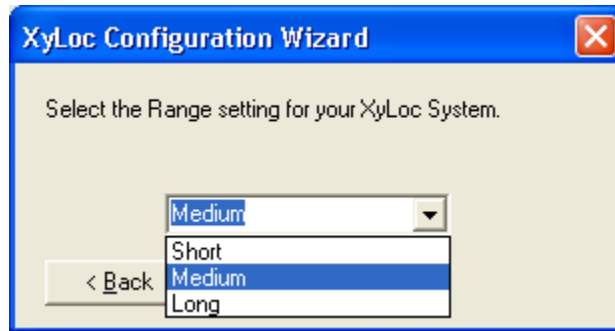 XyLoc Configuration Wizard
Select the Range setting for your XyLoc System.
Medium
Short
Medium
Long
< Back